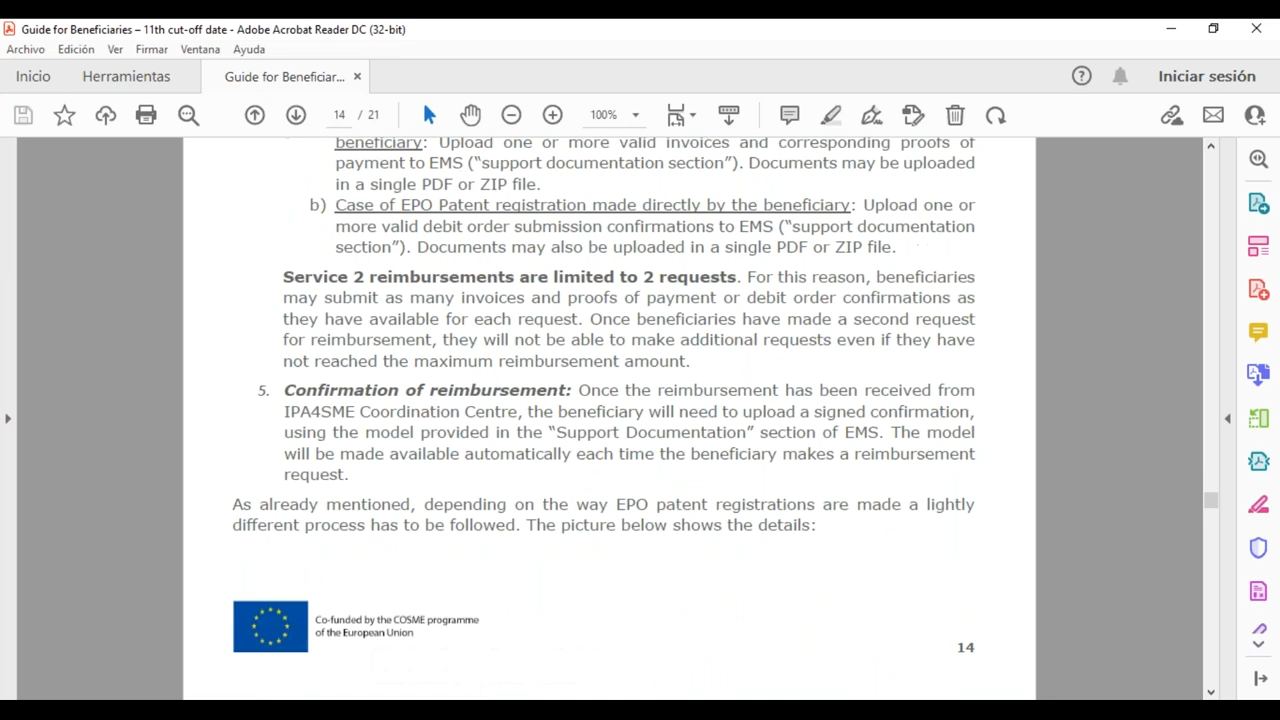 Guide for Beneficiaries – 11th cut-off date - Adobe Acrobat Reader DC (32-bit)
Archivo Edición Ver Firmar Ventana Ayuda
Inicio Herramientas Guide for Beneficiar... × Iniciar sesión
14 / 21 100%
beneficiary: Upload one or more valid invoices and corresponding proofs of
payment to EMS (“support documentation section”). Documents may be uploaded
in a single PDF or ZIP file.
b) Case of EPO Patent registration made directly by the beneficiary: Upload one or
more valid debit order submission confirmations to EMS (“support documentation
section”). Documents may also be uploaded in a single PDF or ZIP file.
Service 2 reimbursements are limited to 2 requests. For this reason, beneficiaries
may submit as many invoices and proofs of payment or debit order confirmations as
they have available for each request. Once beneficiaries have made a second request
for reimbursement, they will not be able to make additional requests even if they have
not reached the maximum reimbursement amount.
5. Confirmation of reimbursement: Once the reimbursement has been received from
IPA4SME Coordination Centre, the beneficiary will need to upload a signed confirmation,
using the model provided in the “Support Documentation” section of EMS. The model
will be made available automatically each time the beneficiary makes a reimbursement
request.
As already mentioned, depending on the way EPO patent registrations are made a lightly
different process has to be followed. The picture below shows the details:
Co-funded by the COSME programme
of the European Union
14